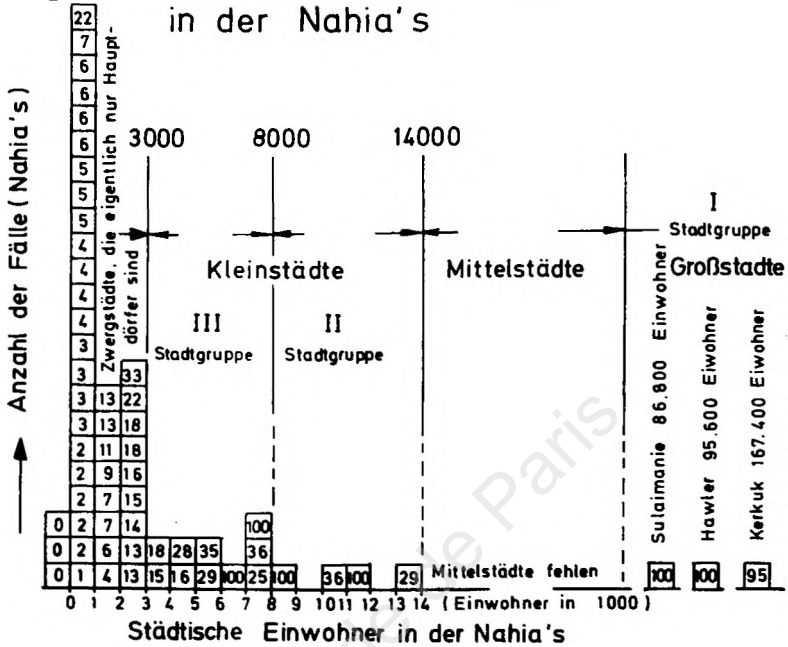 in der Nahia's
Anzahl der Fälle (Nahia's)
22
7
6
6
6
6
5
5
5
4
4
4
4
3
Zwergstädte, die eigentlich nur Haupt-
dörfer sind
3000 8000 14000
Kleinstädte
Mittelstädte
III
Stadtgruppe
II
Stadtgruppe
I
Stadtgruppe
Großstadte
Sulaimanie 86.800 Einwohner
Hawler 95.600 Eiwohner
Kerkuk 167.400 Eiwohner
3 33
3 13 22
3 13 18
2 11 18
2 9 16
2 7 15
0 2 7 14 100
0 2 6 13 18 28 35 36
0 1 4 13 15 16 29 100 25 100 36 100 29 Mittelstädte fehlen 100 100 95
0 1 2 3 4 5 6 7 8 9 10 11 12 13 14 (Einwohner in 1000)
Städtische Einwohner in der Nahia's
de Paris